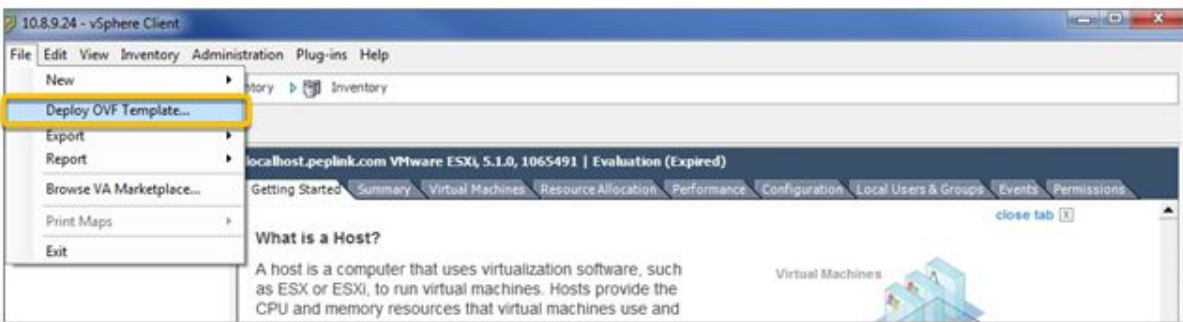 10.8.9.24 - vSphere Client
File Edit View Inventory Administration Plug-ins Help
New
Deploy OVF Template...
Export
Report
Browse VA Marketplace...
Print Maps
Exit
ntory Inventory
localhost.peplink.com VMware ESXi, 5.1.0, 1065491 | Evaluation (Expired)
Getting Started Summary Virtual Machines Resource Allocation Performance Configuration Local Users & Groups Events Permissions
close tab X
What is a Host?
A host is a computer that uses virtualization software, such
as ESX or ESXi, to run virtual machines. Hosts provide the
CPU and memory resources that virtual machines use and
Virtual Machines